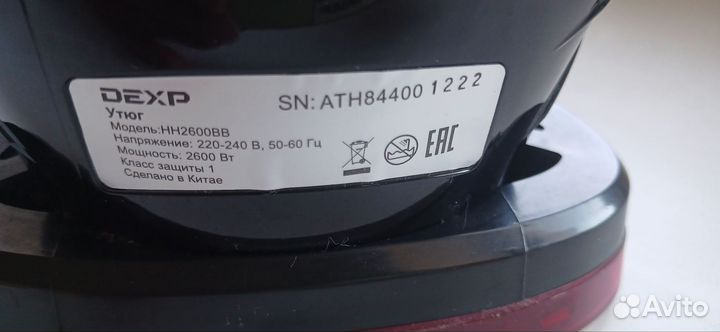 DEXP
Утюг
Модель:HH2600BB
Напряжение: 220-240 В, 50-60 Гц
Мощность: 2600 Вт
Класс защиты 1
Сделано в Китае
SN: ATH84400 1222
EAC
Avito